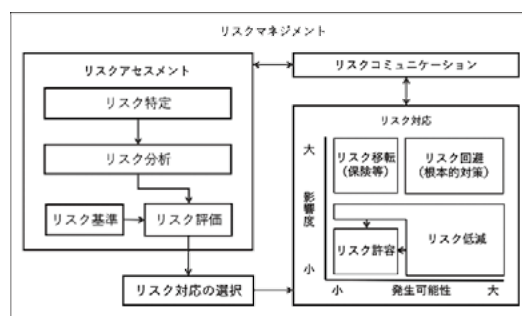 リスクマネジメント
リスクアセスメント
リスク特定
リスク分析
リスク基準
リスク評価
リスク対応の選択
リスクコミュニケーション
リスク対応
大
影響度
小
リスク移転
(保険等)
リスク回避
(根本的対策)
リスク低減
リスク許容
小
発生可能性
大